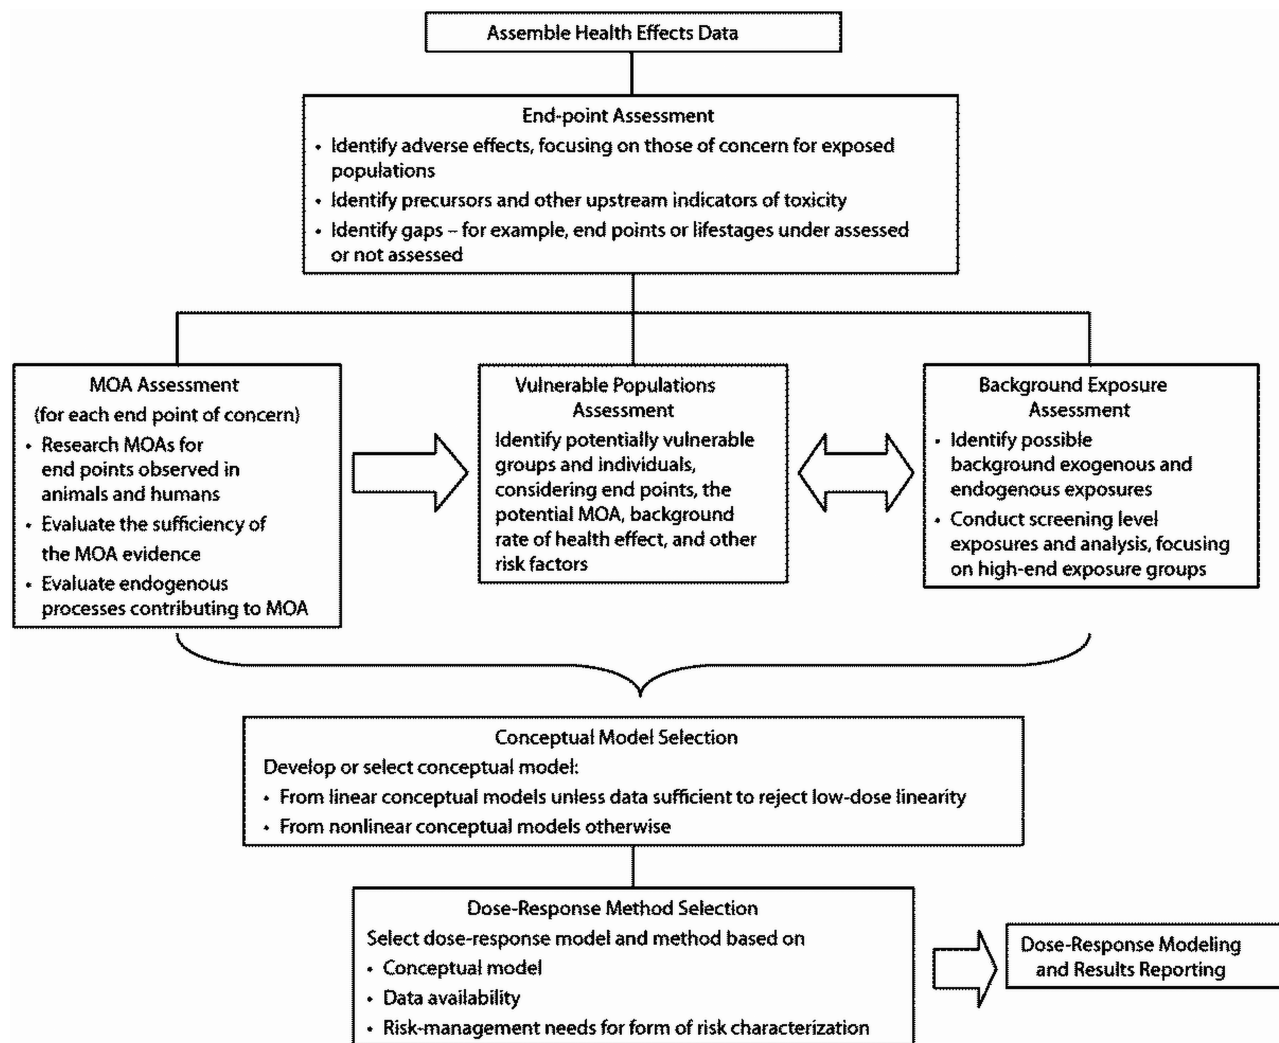 Assemble Health Effects Data
End-point Assessment
• Identify adverse effects, focusing on those of concern for exposed
populations
• Identify precursors and other upstream indicators of toxicity
• Identify gaps – for example, end points or lifestages under assessed
or not assessed
MOA Assessment
(for each end point of concern)
• Research MOAs for
end points observed in
animals and humans
• Evaluate the sufficiency of
the MOA evidence
• Evaluate endogenous
processes contributing to MOA
Vulnerable Populations
Assessment
Identify potentially vulnerable
groups and individuals,
considering end points, the
potential MOA, background
rate of health effect, and other
risk factors
Background Exposure
Assessment
• Identify possible
background exogenous and
endogenous exposures
• Conduct screening level
exposures and analysis, focusing
on high-end exposure groups
Conceptual Model Selection
Develop or select conceptual model:
• From linear conceptual models unless data sufficient to reject low-dose linearity
• From nonlinear conceptual models otherwise
Dose-Response Method Selection
Select dose-response model and method based on
• Conceptual model
• Data availability
• Risk-management needs for form of risk characterization
Dose-Response Modeling
and Results Reporting